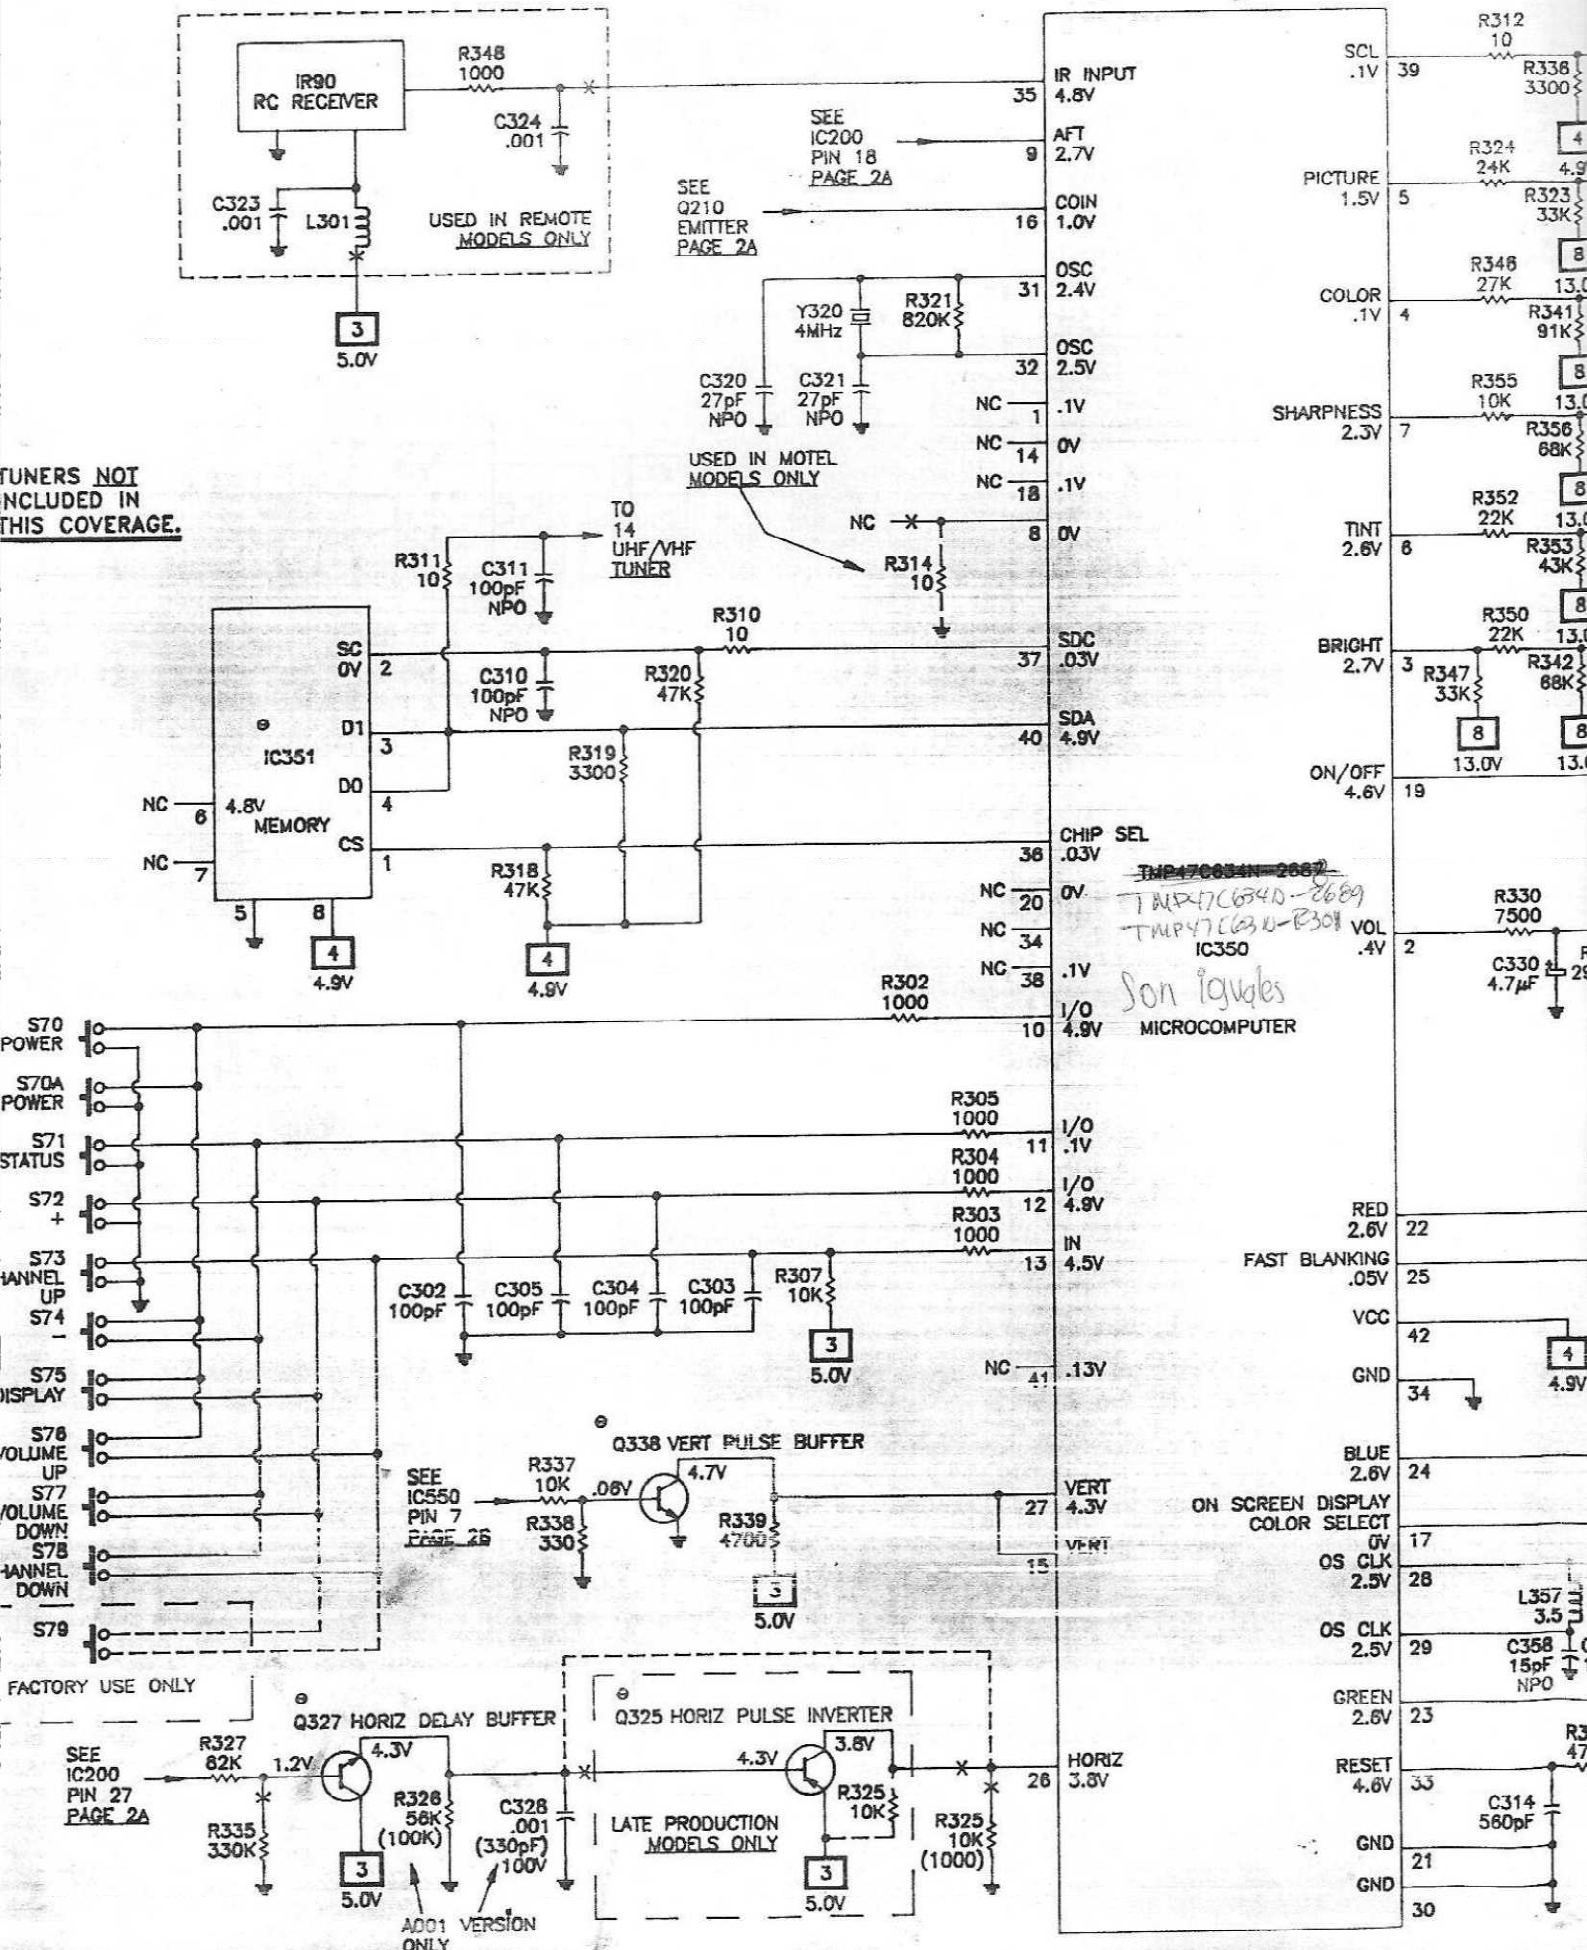 IR90
RC RECEIVER
R348
1000
C324
.001
C323
.001
L301
USED IN REMOTE
MODELS ONLY
3
5.0V
SEE
IC200
PIN 18
PAGE 2A
SEE
Q210
EMITTER
PAGE 2A
35
IR INPUT
4.8V
9
AFT
2.7V
16
COIN
1.0V
31
OSC
2.4V
Y320
4MHz
R321
820K
32
OSC
2.5V
C320
27pF
NPO
C321
27pF
NPO
NC
1
.1V
NC
14
0V
NC
18
.1V
USED IN MOTEL
MODELS ONLY
NC
8
0V
R314
10
TUNERS NOT
INCLUDED IN
THIS COVERAGE.
TO
14
UHF/VHF
TUNER
R311
10
C311
100pF
NPO
R310
10
SC
0V
2
C310
100pF
NPO
R320
47K
37
SDC
.03V
D1
3
IC351
R319
3300
40
SDA
4.9V
D0
4
NC
6
4.8V
MEMORY
CS
1
NC
7
5
8
4
4.9V
R318
47K
4
4.9V
36
CHIP SEL
.03V
NC
20
0V
NC
34
NC
38
.1V
TMP47C634N-2687
TMP47C634N-2689
IC350
Son iguales
MICROCOMPUTER
R302
1000
10
I/O
4.9V
S70
POWER
S70A
POWER
S71
STATUS
S72
+
S73
HANNEL
UP
S74
-
S75
DISPLAY
S76
VOLUME
UP
S77
VOLUME
DOWN
S78
HANNEL
DOWN
S79
FACTORY USE ONLY
R305
1000
11
I/O
.1V
R304
1000
12
I/O
4.9V
R303
1000
13
IN
4.5V
C302
100pF
C305
100pF
C304
100pF
C303
100pF
R307
10K
3
5.0V
NC
41
.13V
Q338 VERT PULSE BUFFER
SEE
IC550
PIN 7
PAGE 2B
R337
10K
.06V
4.7V
R338
330
R339
4700
3
5.0V
27
VERT
4.3V
15
VERT
Q327 HORIZ DELAY BUFFER
SEE
IC200
PIN 27
PAGE 2A
R327
82K
1.2V
4.3V
R335
330K
3
5.0V
R326
56K
(100K)
C328
.001
(330pF)
100V
A001 VERSION
ONLY
Q325 HORIZ PULSE INVERTER
4.3V
3.8V
R325
10K
LATE PRODUCTION
MODELS ONLY
3
5.0V
R325
10K
(1000)
26
HORIZ
3.8V
SCL
.1V
39
R312
10
R336
3300
4
4.9
PICTURE
1.5V
5
R324
24K
R323
33K
8
13.0
COLOR
.1V
4
R346
27K
R341
91K
8
13.0
SHARPNESS
2.3V
7
R355
10K
R356
68K
8
13.0
TINT
2.6V
6
R352
22K
R353
43K
8
13.0
BRIGHT
2.7V
3
R350
22K
R347
33K
R342
68K
8
13.0V
8
13.0
ON/OFF
4.6V
19
VOL
.4V
2
R330
7500
C330
4.7µF
RED
2.6V
22
FAST BLANKING
.05V
25
VCC
42
4
4.9V
GND
34
BLUE
2.6V
24
ON SCREEN DISPLAY
COLOR SELECT
0V
17
OS CLK
2.5V
28
L357
3.5
OS CLK
2.5V
29
C358
15pF
NPO
GREEN
2.6V
23
RESET
4.6V
33
C314
560pF
GND
21
GND
30